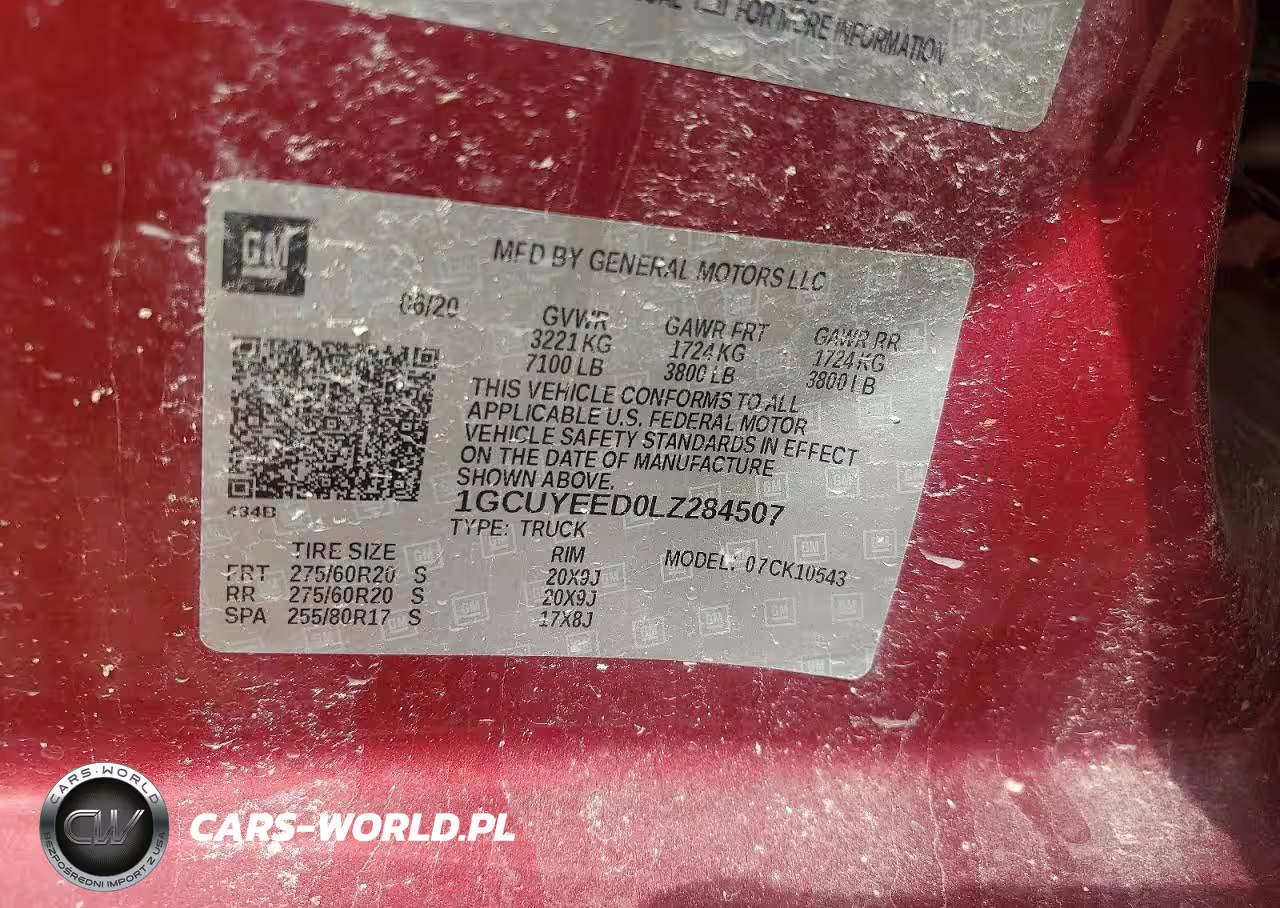 FOR MORE INFORMATION
GM
MFD BY GENERAL MOTORS LLC
06/20
GVWR GAWR FRT GAWR RR
3221 KG 1724 KG 1724 KG
7100 LB 3800 LB 3800 LB
THIS VEHICLE CONFORMS TO ALL
APPLICABLE U.S. FEDERAL MOTOR
VEHICLE SAFETY STANDARDS IN EFFECT
ON THE DATE OF MANUFACTURE
SHOWN ABOVE.
434B
1GCUYEED0LZ284507
TYPE: TRUCK
TIRE SIZE RIM MODEL: 07CK10543
FRT 275/60R20 S 20X9J
RR 275/60R20 S 20X9J
SPA 255/80R17 S 17X8J
CARS-WORLD
CW
BEZPOŚREDNI IMPORT Z USA
CARS-WORLD.PL